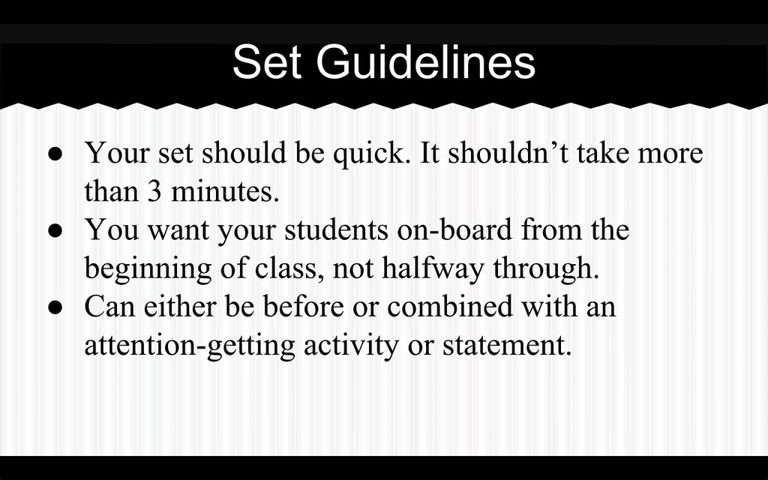 Set Guidelines
● Your set should be quick. It shouldn’t take more
than 3 minutes.
● You want your students on-board from the
beginning of class, not halfway through.
● Can either be before or combined with an
attention-getting activity or statement.